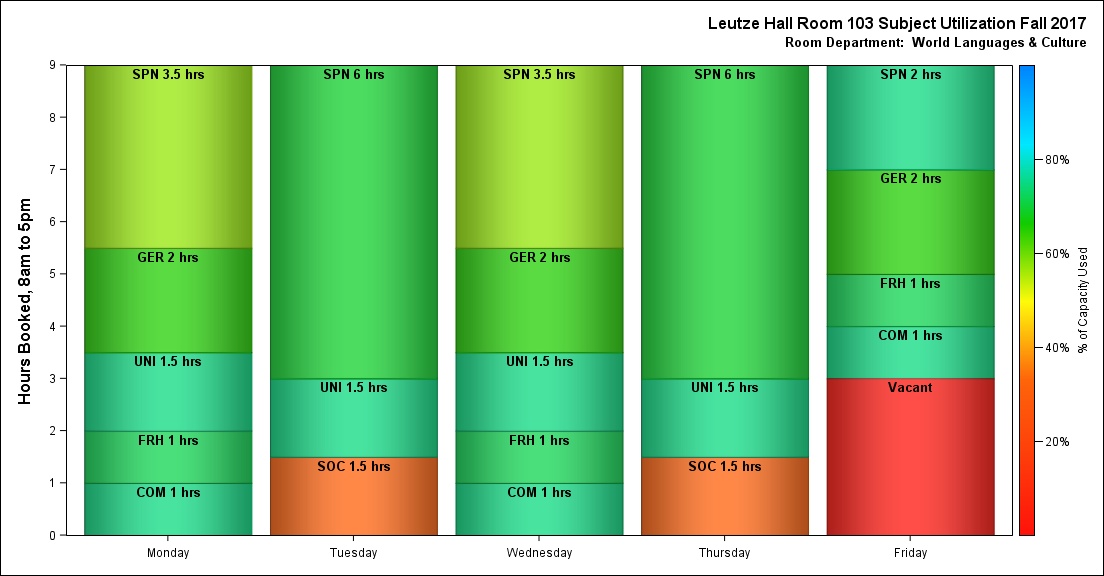 Leutze Hall Room 103 Subject Utilization Fall 2017
Room Department: World Languages & Culture
Hours Booked, 8am to 5pm
9
8
7
6
5
4
3
2
1
0
SPN 3.5 hrs
GER 2 hrs
UNI 1.5 hrs
FRH 1 hrs
COM 1 hrs
Monday
SPN 6 hrs
UNI 1.5 hrs
SOC 1.5 hrs
Tuesday
SPN 3.5 hrs
GER 2 hrs
UNI 1.5 hrs
FRH 1 hrs
COM 1 hrs
Wednesday
SPN 6 hrs
UNI 1.5 hrs
SOC 1.5 hrs
Thursday
SPN 2 hrs
GER 2 hrs
FRH 1 hrs
COM 1 hrs
Vacant
Friday
80%
60%
40%
20%
% of Capacity Used